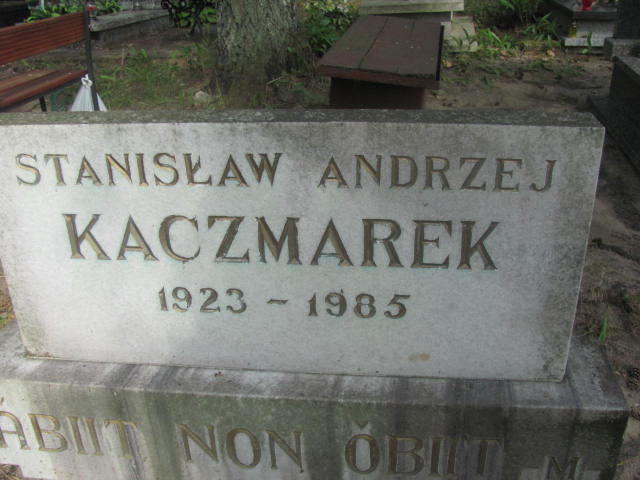 STANISŁAW ANDRZEJ
KACZMAREK
1923 - 1985
ABIIT NON OBIIT M